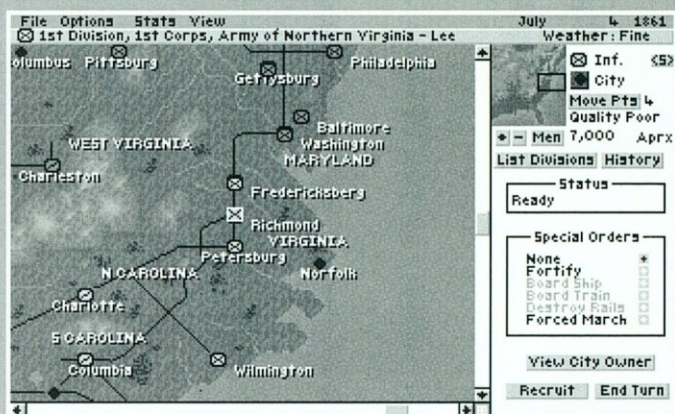 File Options Stats View July 4 1861
1st Division, 1st Corps, Army of Northern Virginia - Lee Weather: Fine
olumbus Pittsburg Philadelphia
Gettysburg
Baltimore
Washington
WEST VIRGINIA
MARYLAND
Charleston
Fredericksberg
Richmond
VIRGINIA
Petersburg
Norfolk
N CAROLINA
Charlotte
S CAROLINA
Columbia
Wilmington
Inf. <5>
City
Move Pts 4
Quality Poor
+ - Men 7,000 Aprx
List Divisions History
Status
Ready
Special Orders
None
Fortify
Board Ship
Board Train
Destroy Rails
Forced March
View City Owner
Recruit End Turn